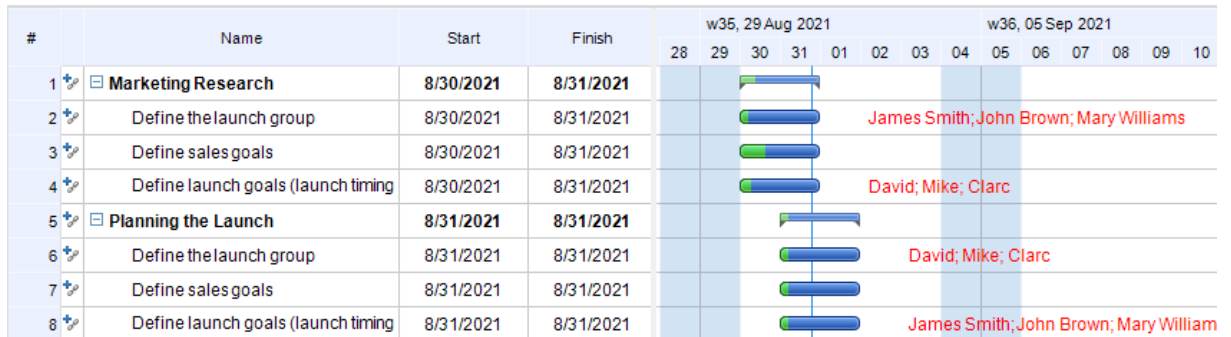 w35, 29 Aug 2021 w36, 05 Sep 2021
# Name Start Finish
28 29 30 31 01 02 03 04 05 06 07 08 09 10
1 Marketing Research 8/30/2021 8/31/2021
2 Define the launch group 8/30/2021 8/31/2021 James Smith; John Brown; Mary Williams
3 Define sales goals 8/30/2021 8/31/2021
4 Define launch goals (launch timing 8/30/2021 8/31/2021 David; Mike; Clarc
5 Planning the Launch 8/31/2021 8/31/2021
6 Define the launch group 8/31/2021 8/31/2021 David; Mike; Clarc
7 Define sales goals 8/31/2021 8/31/2021
8 Define launch goals (launch timing 8/31/2021 8/31/2021 James Smith; John Brown; Mary William